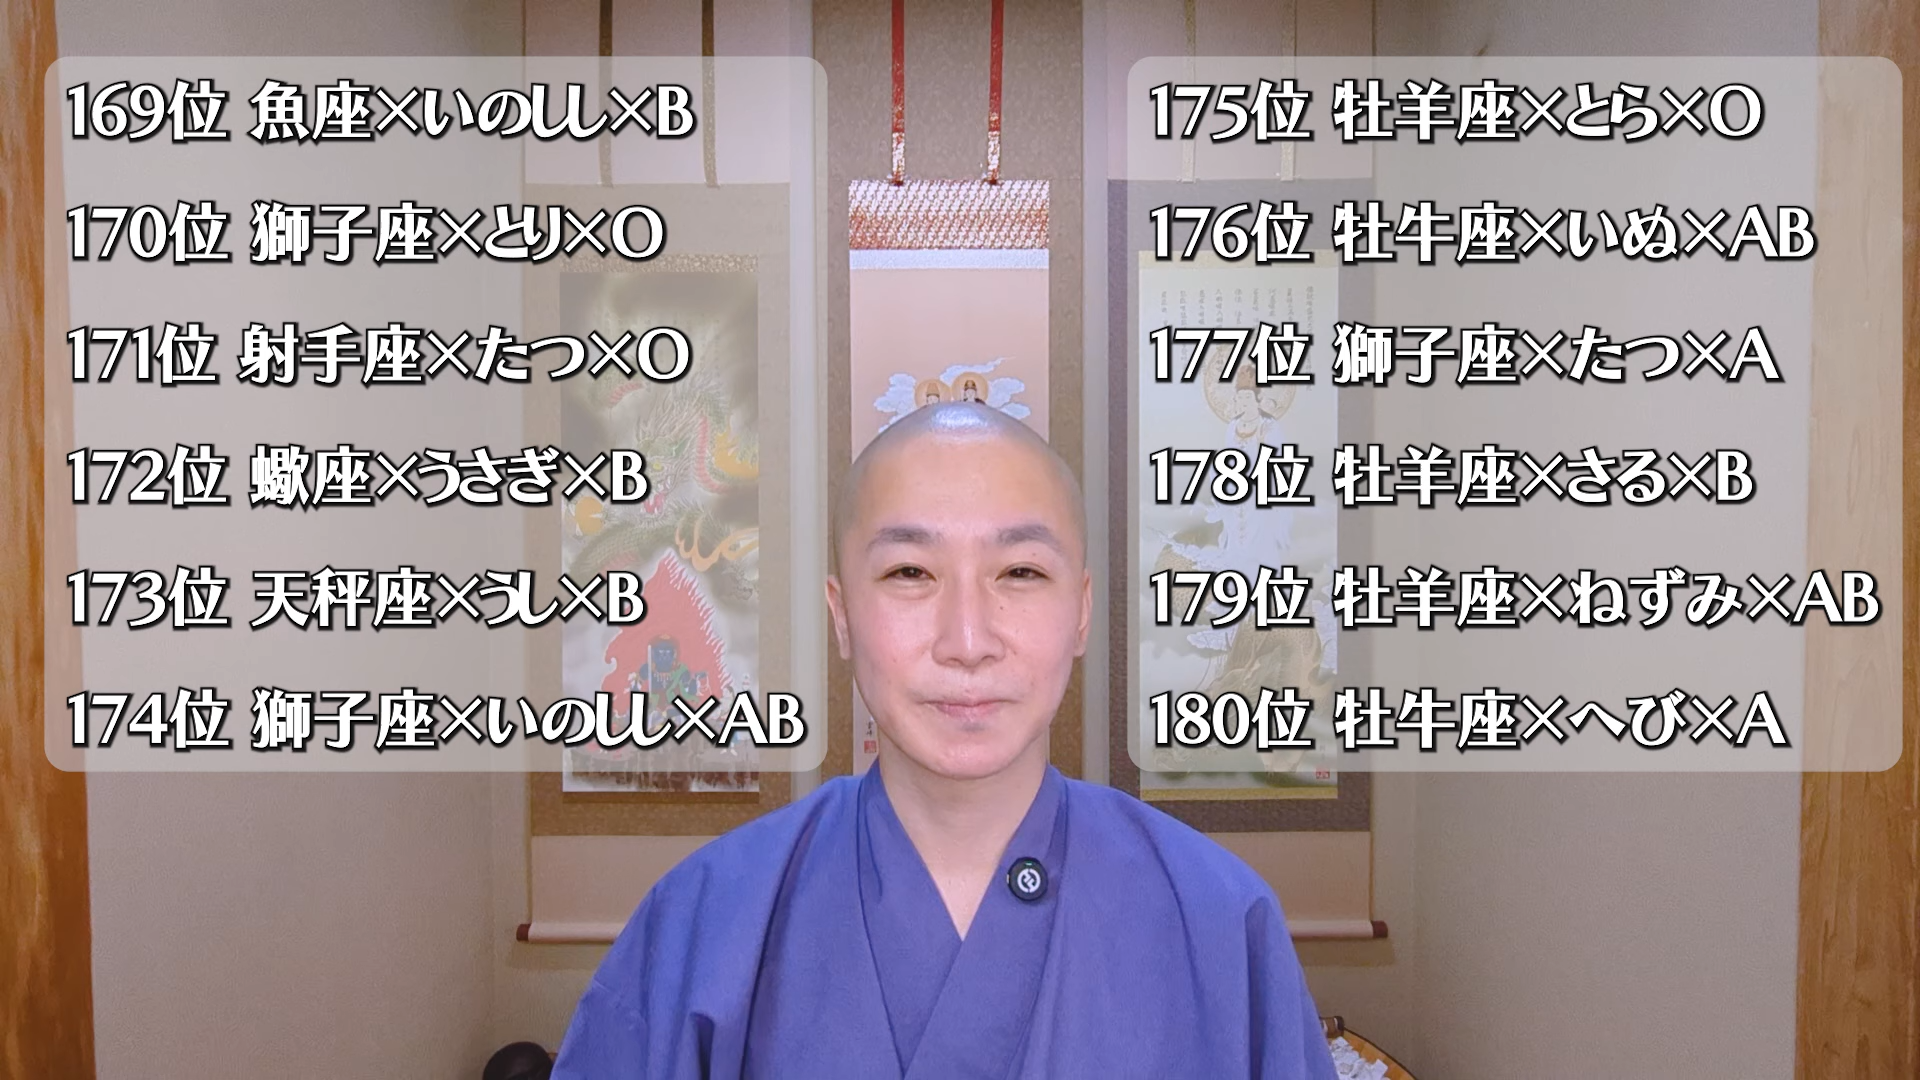 169位 魚座×いのしし×B
170位 獅子座×とり×O
171位 射手座×たつ×O
172位 蠍座×うさぎ×B
173位 天秤座×うし×B
174位 獅子座×いのしし×AB
175位 牡羊座×とら×O
176位 牡牛座×いぬ×AB
177位 獅子座×たつ×A
178位 牡羊座×さる×B
179位 牡羊座×ねずみ×AB
180位 牡牛座×へび×A